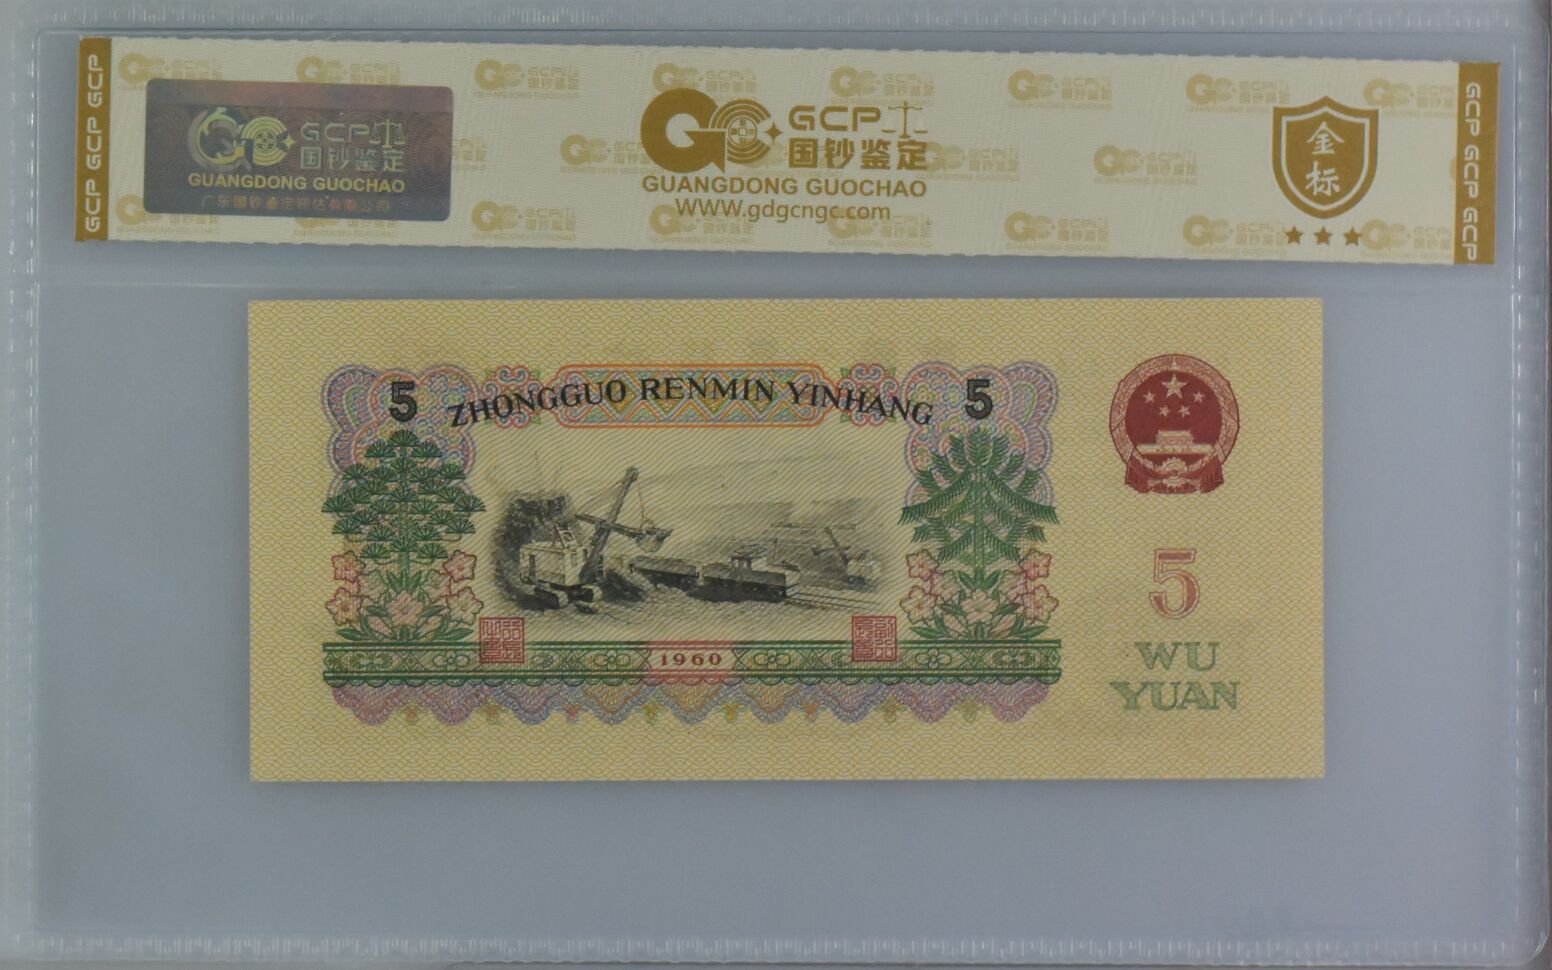 GCP GCP GCP
GCP
国钞鉴定
GUANGDONG GUOCHAO
广东国钞鉴定评估有限公司
GCP
国钞鉴定
GUANGDONG GUOCHAO
WWW.gdgcngc.com
金
标
GCP GCP GCP
5
ZHONGGUO RENMIN YINHANG
5
1960
5
WU
YUAN